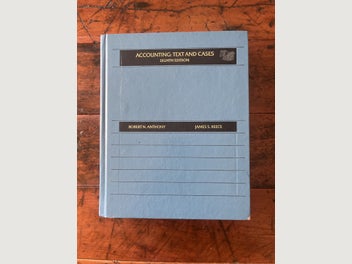 ACCOUNTING: TEXT AND CASES
EIGHTH EDITION
ROBERT N. ANTHONY JAMES S. REECE